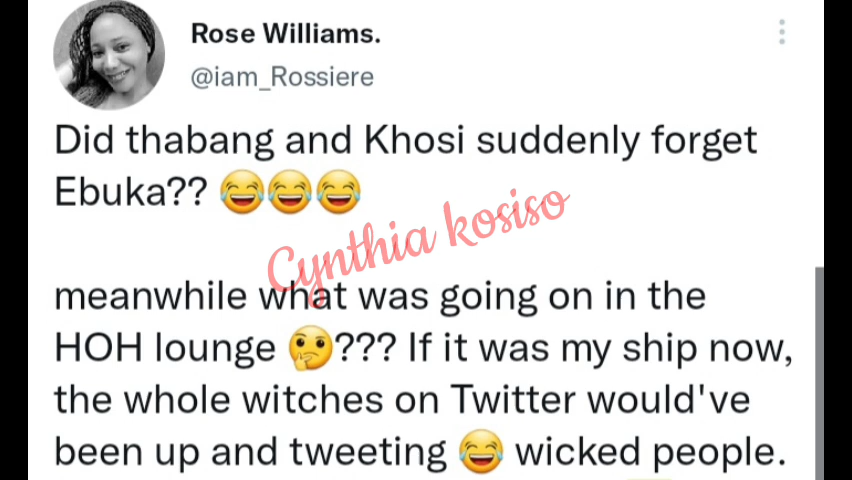 Rose Williams.
@iam_Rossiere
Did thabang and Khosi suddenly forget
Ebuka?? 😂😂😂
Cynthia kosiso
meanwhile what was going on in the
HOH lounge 🤔??? If it was my ship now,
the whole witches on Twitter would've
been up and tweeting 😂 wicked people.